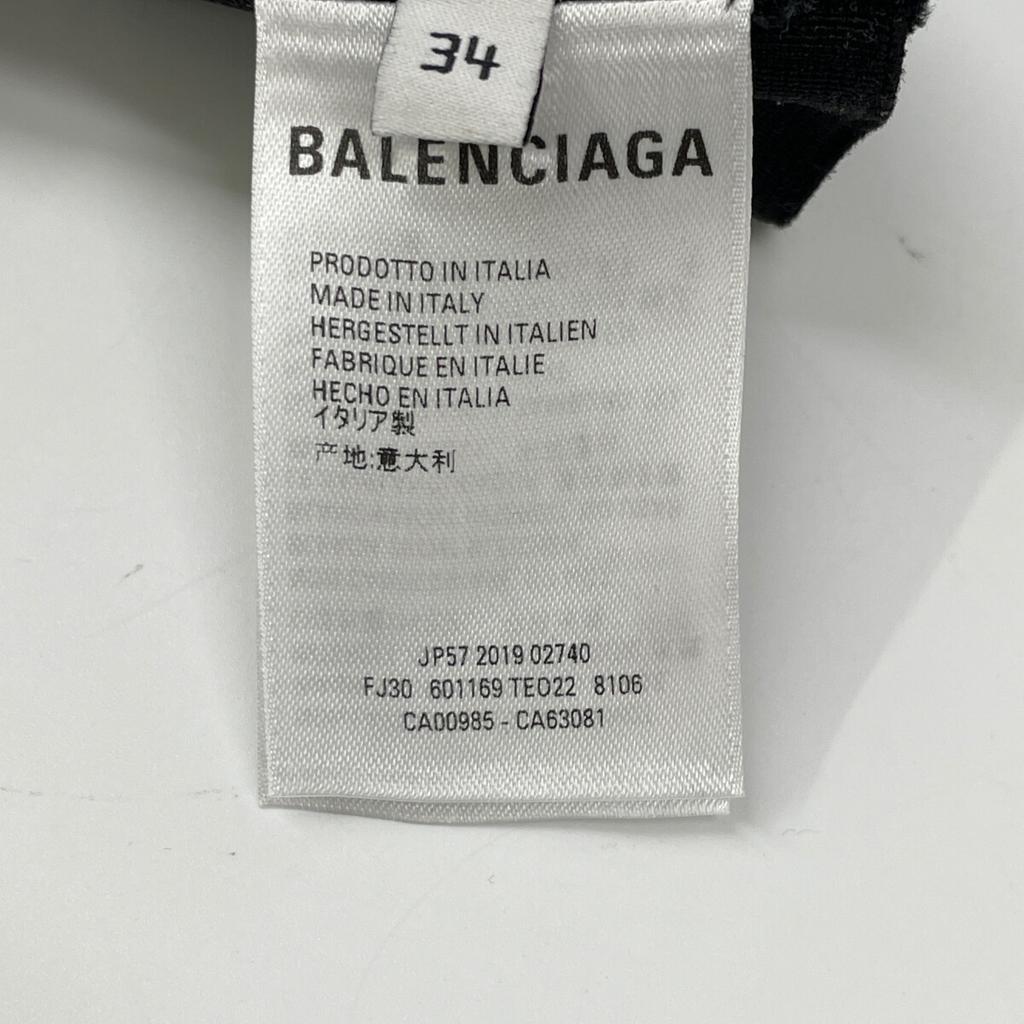 34
BALENCIAGA
PRODOTTO IN ITALIA
MADE IN ITALY
HERGESTELLT IN ITALIEN
FABRIQUE EN ITALIE
HECHO EN ITALIA
イタリア製
产地:意大利
JP57 2019 02740
FJ30 601169 TEO22 8106
CA00985 - CA63081